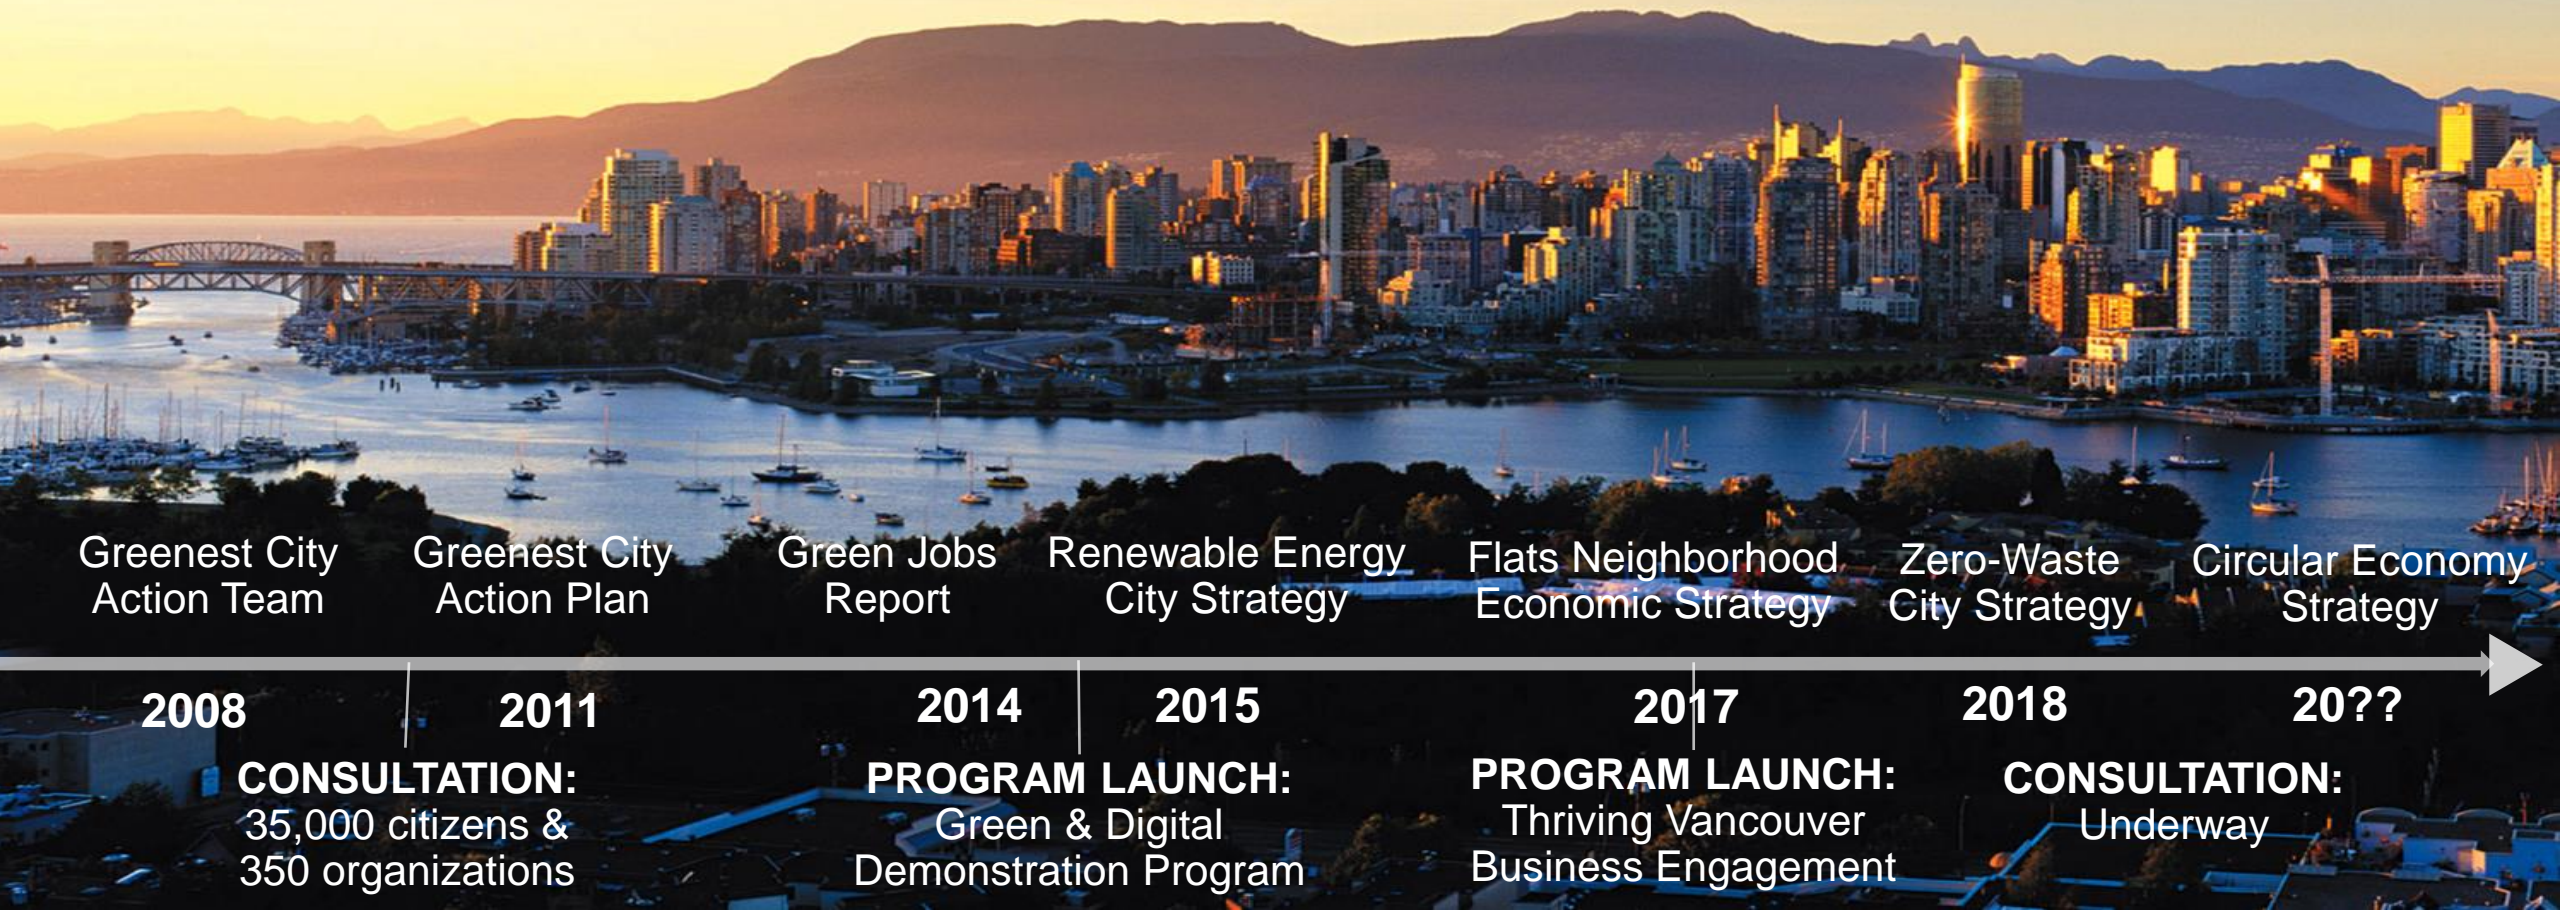 Greenest City
Action Team
Greenest City
Action Plan
Green Jobs
Report
Renewable Energy
City Strategy
Flats Neighborhood
Economic Strategy
Zero-Waste
City Strategy
Circular Economy
Strategy
2008
2011
2014
2015
2017
2018
20??
CONSULTATION:
35,000 citizens &
350 organizations
PROGRAM LAUNCH:
Green & Digital
Demonstration Program
PROGRAM LAUNCH:
Thriving Vancouver
Business Engagement
CONSULTATION:
Underway